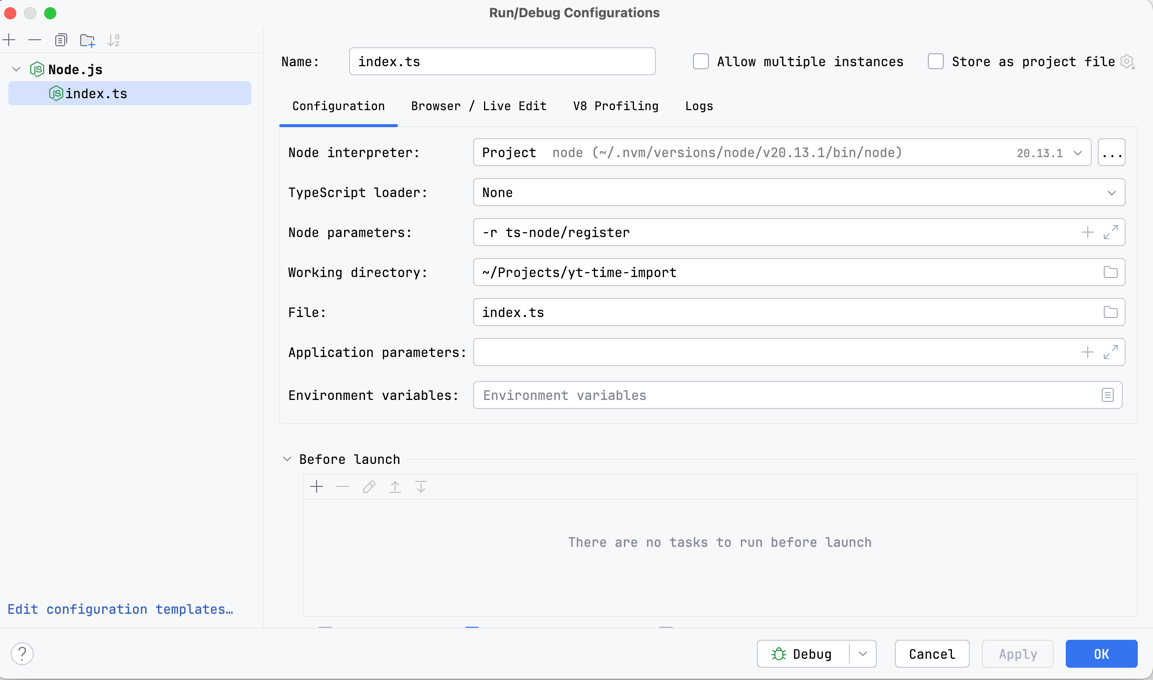 Run/Debug Configurations
Node.js
index.ts
Edit configuration templates…
Name: index.ts Allow multiple instances Store as project file
Configuration Browser / Live Edit V8 Profiling Logs
Node interpreter: Project node (~/.nvm/versions/node/v20.13.1/bin/node) 20.13.1 ...
TypeScript loader: None
Node parameters: -r ts-node/register
Working directory: ~/Projects/yt-time-import
File: index.ts
Application parameters:
Environment variables: Environment variables
Before launch
There are no tasks to run before launch
? Debug Cancel Apply OK